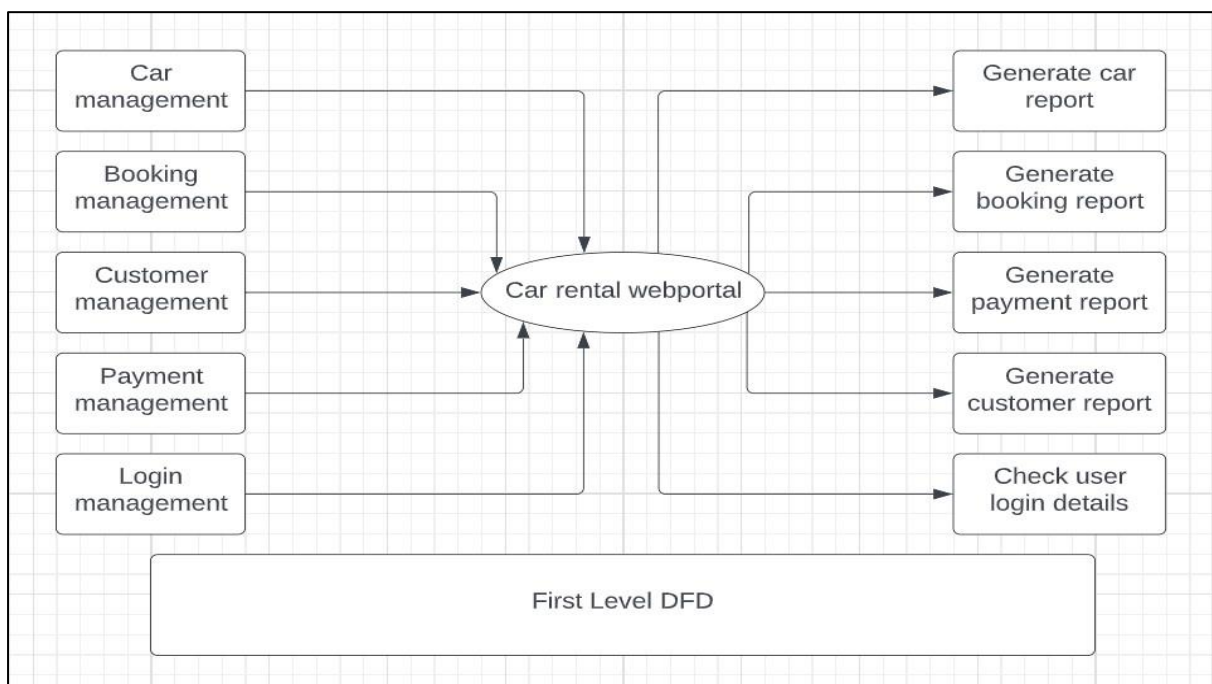 Car
management
Booking
management
Customer
management
Payment
management
Login
management
Car rental webportal
Generate car
report
Generate
booking report
Generate
payment report
Generate
customer report
Check user
login details
First Level DFD